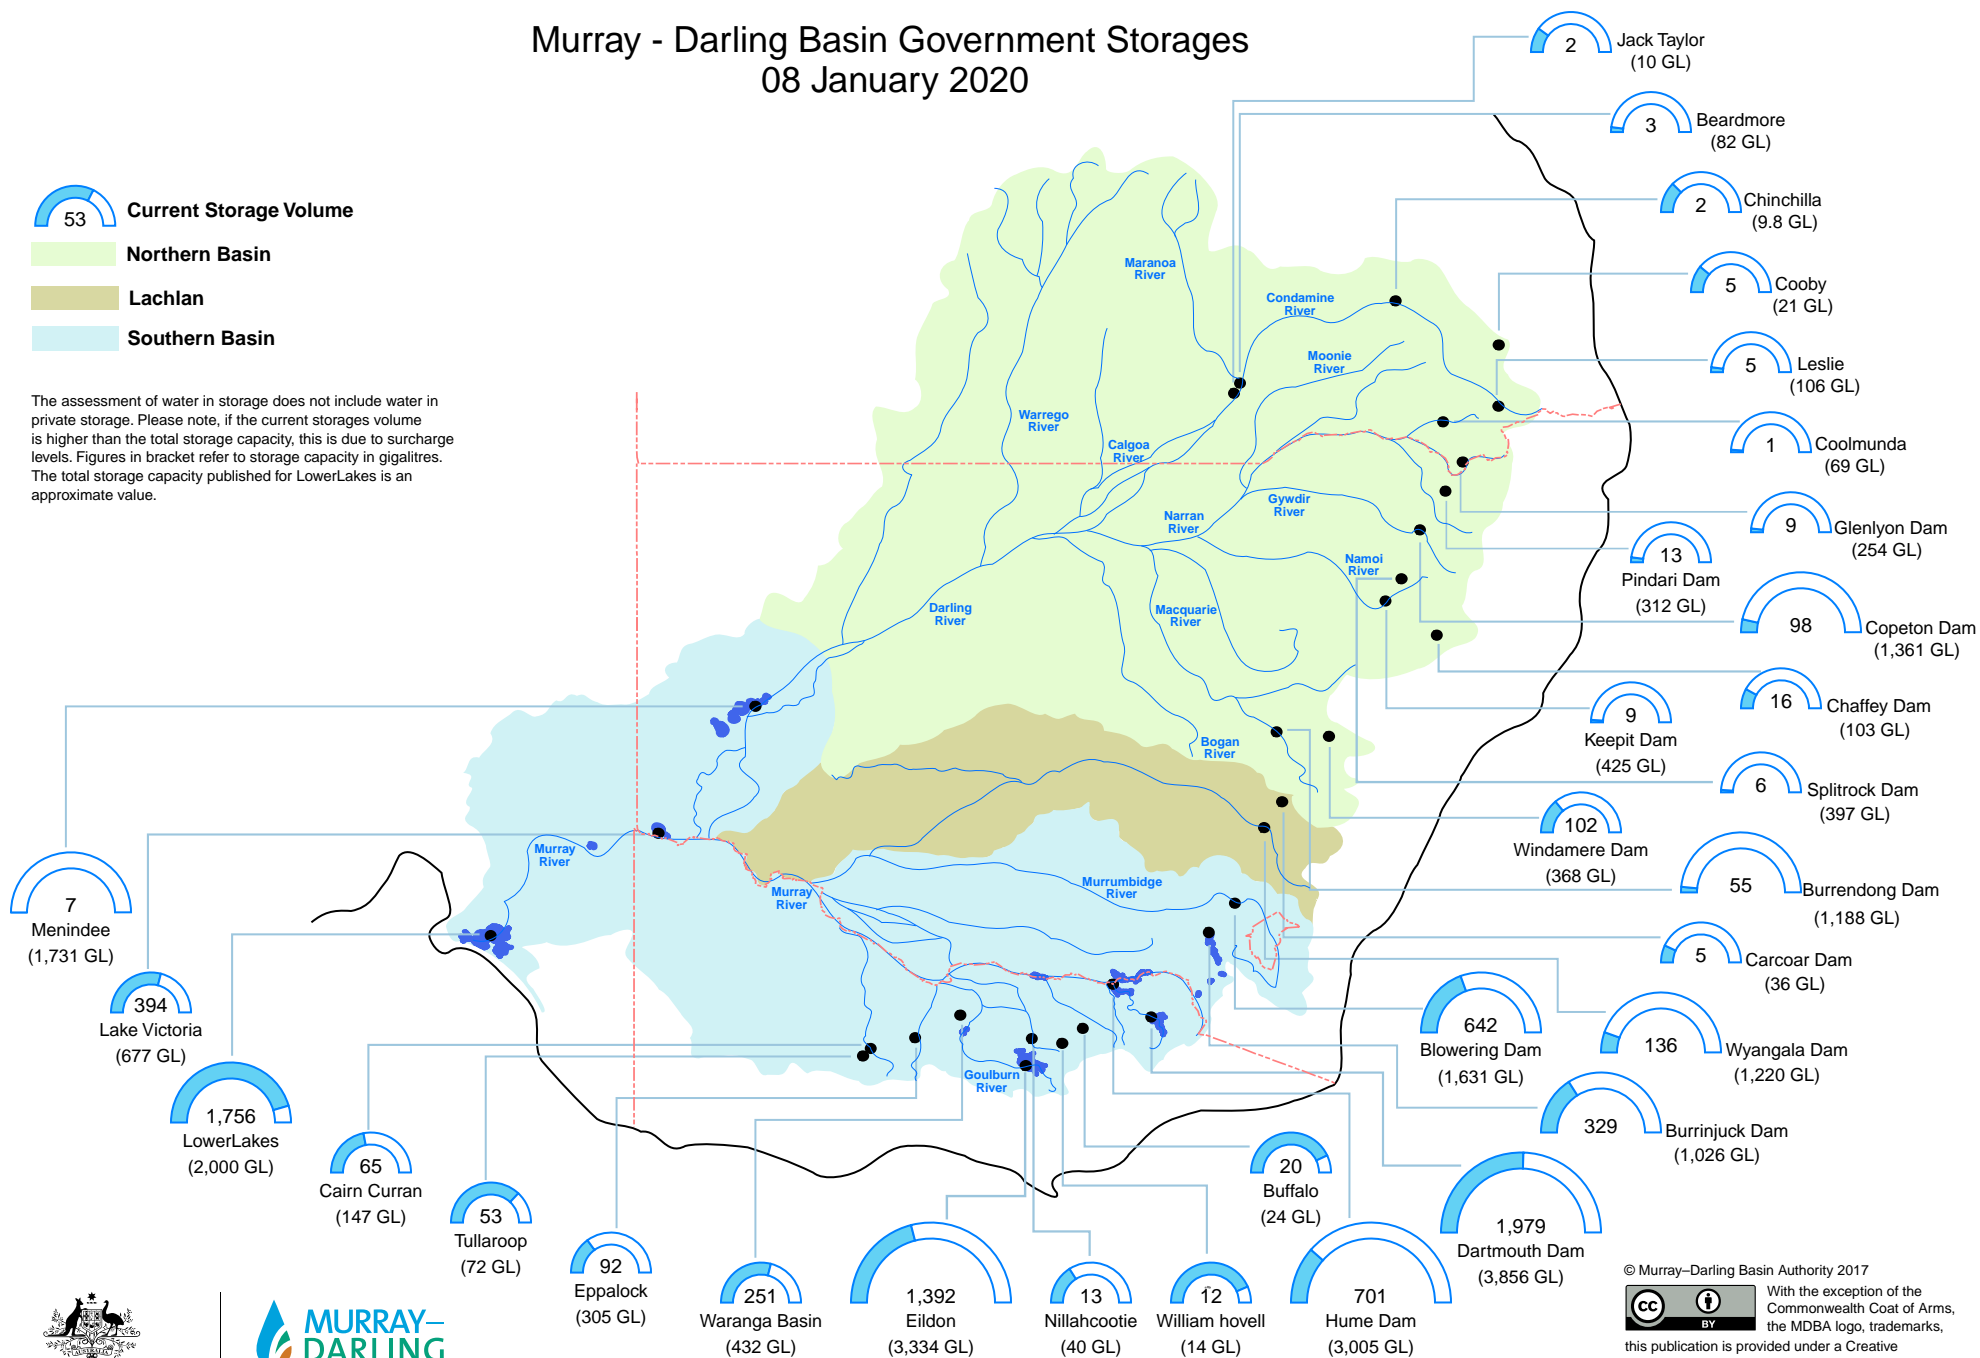 Murray - Darling Basin Government Storages
08 January 2020
53
Current Storage Volume
Northern Basin
Lachlan
Southern Basin
The assessment of water in storage does not include water in
private storage. Please note, if the current storages volume
is higher than the total storage capacity, this is due to surcharge
levels. Figures in bracket refer to storage capacity in gigalitres.
The total storage capacity published for LowerLakes is an
approximate value.
2
Jack Taylor
(10 GL)
3
Beardmore
(82 GL)
2
Chinchilla
(9.8 GL)
5
Cooby
(21 GL)
5
Leslie
(106 GL)
1
Coolmunda
(69 GL)
9
Glenlyon Dam
(254 GL)
13
Pindari Dam
(312 GL)
98
Copeton Dam
(1,361 GL)
16
Chaffey Dam
(103 GL)
9
Keepit Dam
(425 GL)
6
Splitrock Dam
(397 GL)
102
Windamere Dam
(368 GL)
55
Burrendong Dam
(1,188 GL)
5
Carcoar Dam
(36 GL)
642
Blowering Dam
(1,631 GL)
136
Wyangala Dam
(1,220 GL)
329
Burrinjuck Dam
(1,026 GL)
1,979
Dartmouth Dam
(3,856 GL)
20
Buffalo
(24 GL)
701
Hume Dam
(3,005 GL)
12
William hovell
(14 GL)
13
Nillahcootie
(40 GL)
1,392
Eildon
(3,334 GL)
251
Waranga Basin
(432 GL)
92
Eppalock
(305 GL)
53
Tullaroop
(72 GL)
65
Cairn Curran
(147 GL)
1,756
LowerLakes
(2,000 GL)
394
Lake Victoria
(677 GL)
7
Menindee
(1,731 GL)
Maranoa
River
Condamine
River
Moonie
River
Warrego
River
Calgoa
River
Gywdir
River
Narran
River
Namoi
River
Darling
River
Macquarie
River
Bogan
River
Murray
River
Murray
River
Murrumbidge
River
Goulburn
River
AUSTRALIA
MURRAY–
DARLING
© Murray–Darling Basin Authority 2017
cc
BY
With the exception of the
Commonwealth Coat of Arms,
the MDBA logo, trademarks,
this publication is provided under a Creative